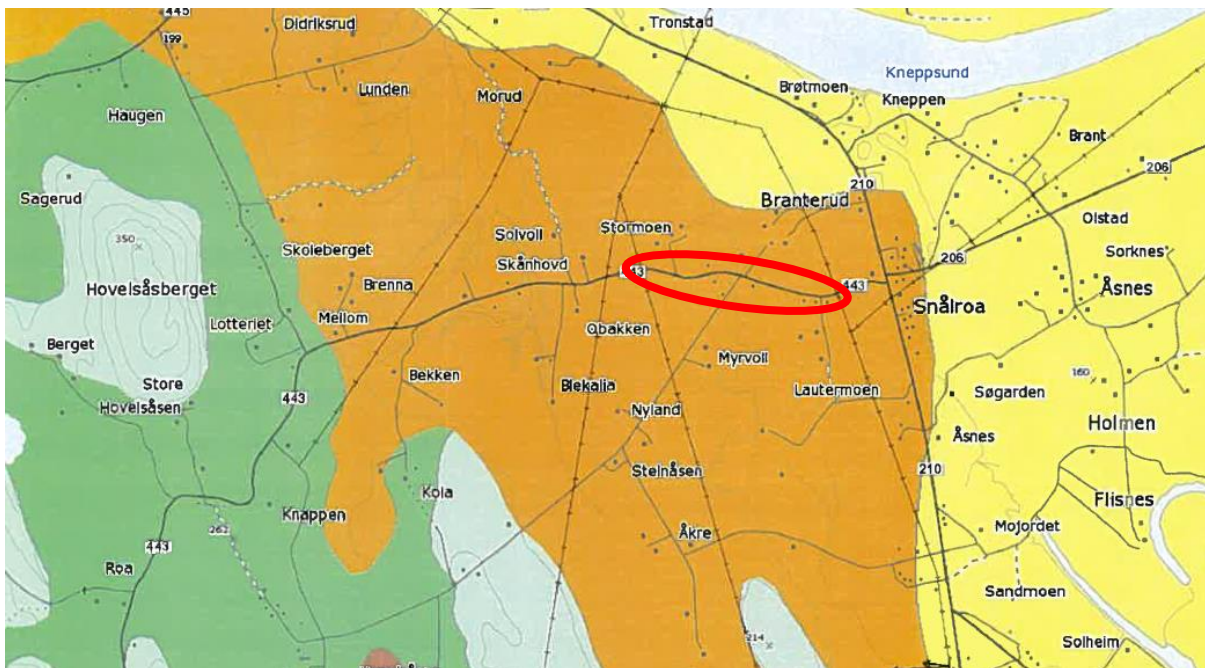 445
Didriksrud
Tronstad
199
Kneppsund
Lunden
Morud
Brøtmoen
Kneppen
Haugen
Brant
206
210
Sagerud
Branterud
Olstad
Stormoen
Solvoll
350
Skoleberget
Skånhovd
Sorknes
206
Brenna
443
Hovelsåsberget
Åsnes
Snålroa
Lotteriet
Mellom
Obakken
Berget
Myrvoll
Bekken
160
Store
Blekalia
Lautermoen
Søgarden
443
Hovelsåsen
Nyland
Holmen
Åsnes
Steinåsen
210
Kola
Flisnes
Knappen
262
Mojordet
443
Åkre
Roa
Sandmoen
214
Solheim